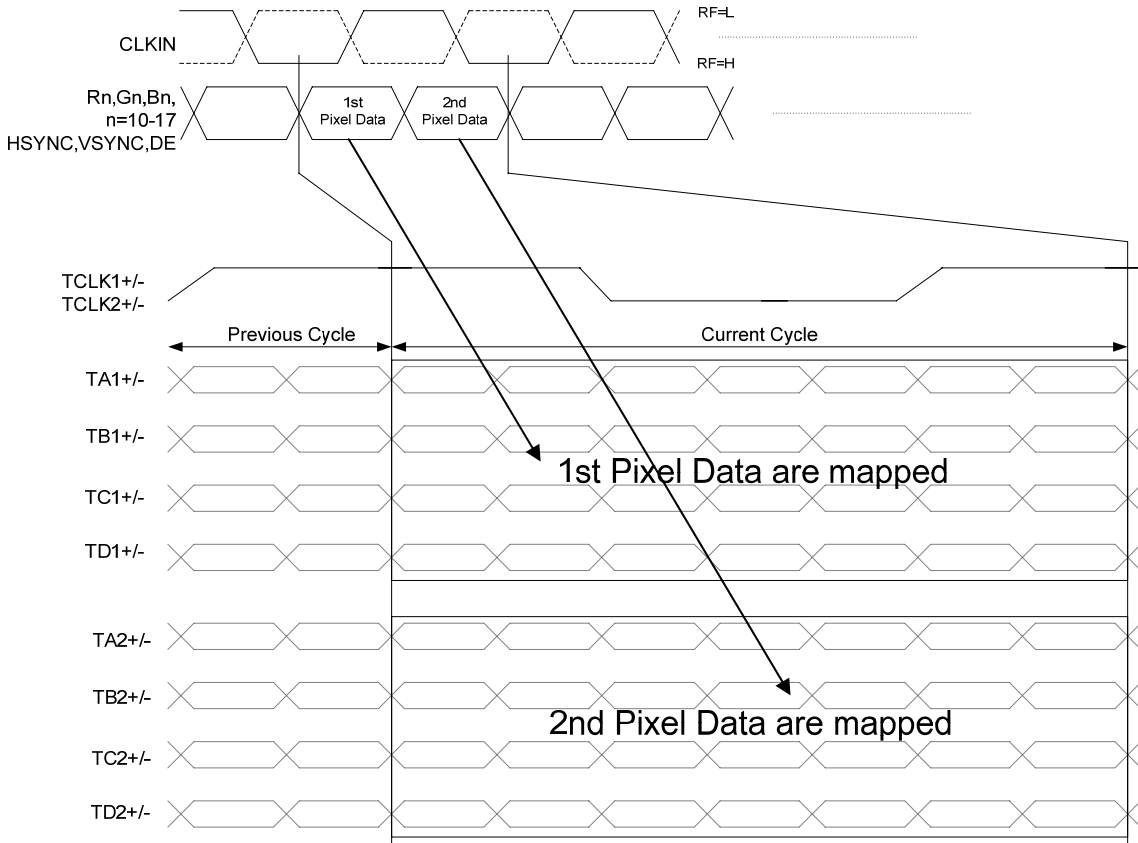 RF=L
CLKIN
RF=H
Rn,Gn,Bn,
n=10-17
HSYNC,VSYNC,DE
1st
Pixel Data
2nd
Pixel Data
TCLK1+/-
TCLK2+/-
Previous Cycle
Current Cycle
TA1+/-
TB1+/-
1st Pixel Data are mapped
TC1+/-
TD1+/-
TA2+/-
TB2+/-
2nd Pixel Data are mapped
TC2+/-
TD2+/-